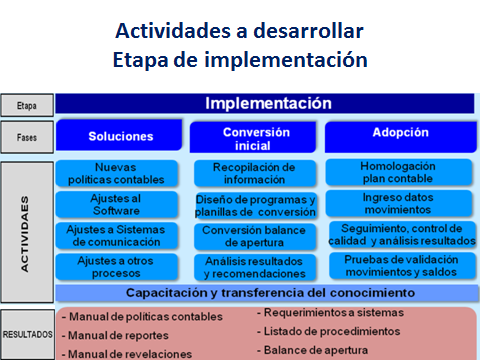 Actividades a desarrollar
Etapa de implementación
Etapa
Implementación
Fases
Soluciones
Conversión
inicial
Adopción
ACTIVIDAES
Nuevas
políticas contables
Ajustes al
Software
Ajustes a Sistemas
de comunicación
Ajustes a otros
procesos
Recopilación de
información
Diseño de programas y
planillas de conversión
Conversión balance
de apertura
Análisis resultados
y recomendaciones
Homologación
plan contable
Ingreso datos
movimientos
Seguimiento, control de
calidad y análisis resultados
Pruebas de validación
movimientos y saldos
Capacitación y transferencia del conocimiento
RESULTADOS
- Manual de políticas contables
- Manual de reportes
- Manual de revelaciones
- Requerimientos a sistemas
- Listado de procedimientos
- Balance de apertura